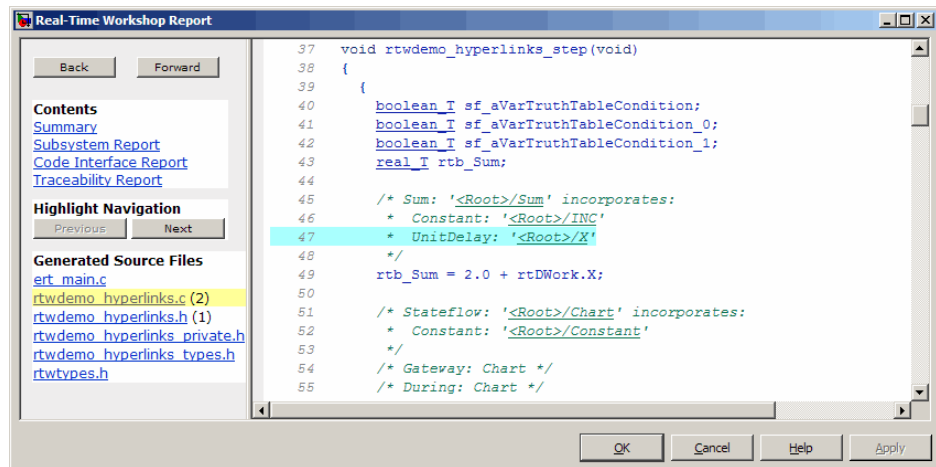 Real-Time Workshop Report
Back Forward
Contents
Summary
Subsystem Report
Code Interface Report
Traceability Report
Highlight Navigation
Previous Next
Generated Source Files
ert_main.c
rtwdemo_hyperlinks.c (2)
rtwdemo_hyperlinks.h (1)
rtwdemo_hyperlinks_private.h
rtwdemo_hyperlinks_types.h
rtwtypes.h
37 void rtwdemo_hyperlinks_step(void)
38 {
39 {
40 boolean_T sf_aVarTruthTableCondition;
41 boolean_T sf_aVarTruthTableCondition_0;
42 boolean_T sf_aVarTruthTableCondition_1;
43 real_T rtb_Sum;
44
45 /* Sum: '<Root>/Sum' incorporates:
46 * Constant: '<Root>/INC'
47 * UnitDelay: '<Root>/X'
48 */
49 rtb_Sum = 2.0 + rtDWork.X;
50
51 /* Stateflow: '<Root>/Chart' incorporates:
52 * Constant: '<Root>/Constant'
53 */
54 /* Gateway: Chart */
55 /* During: Chart */
OK Cancel Help Apply